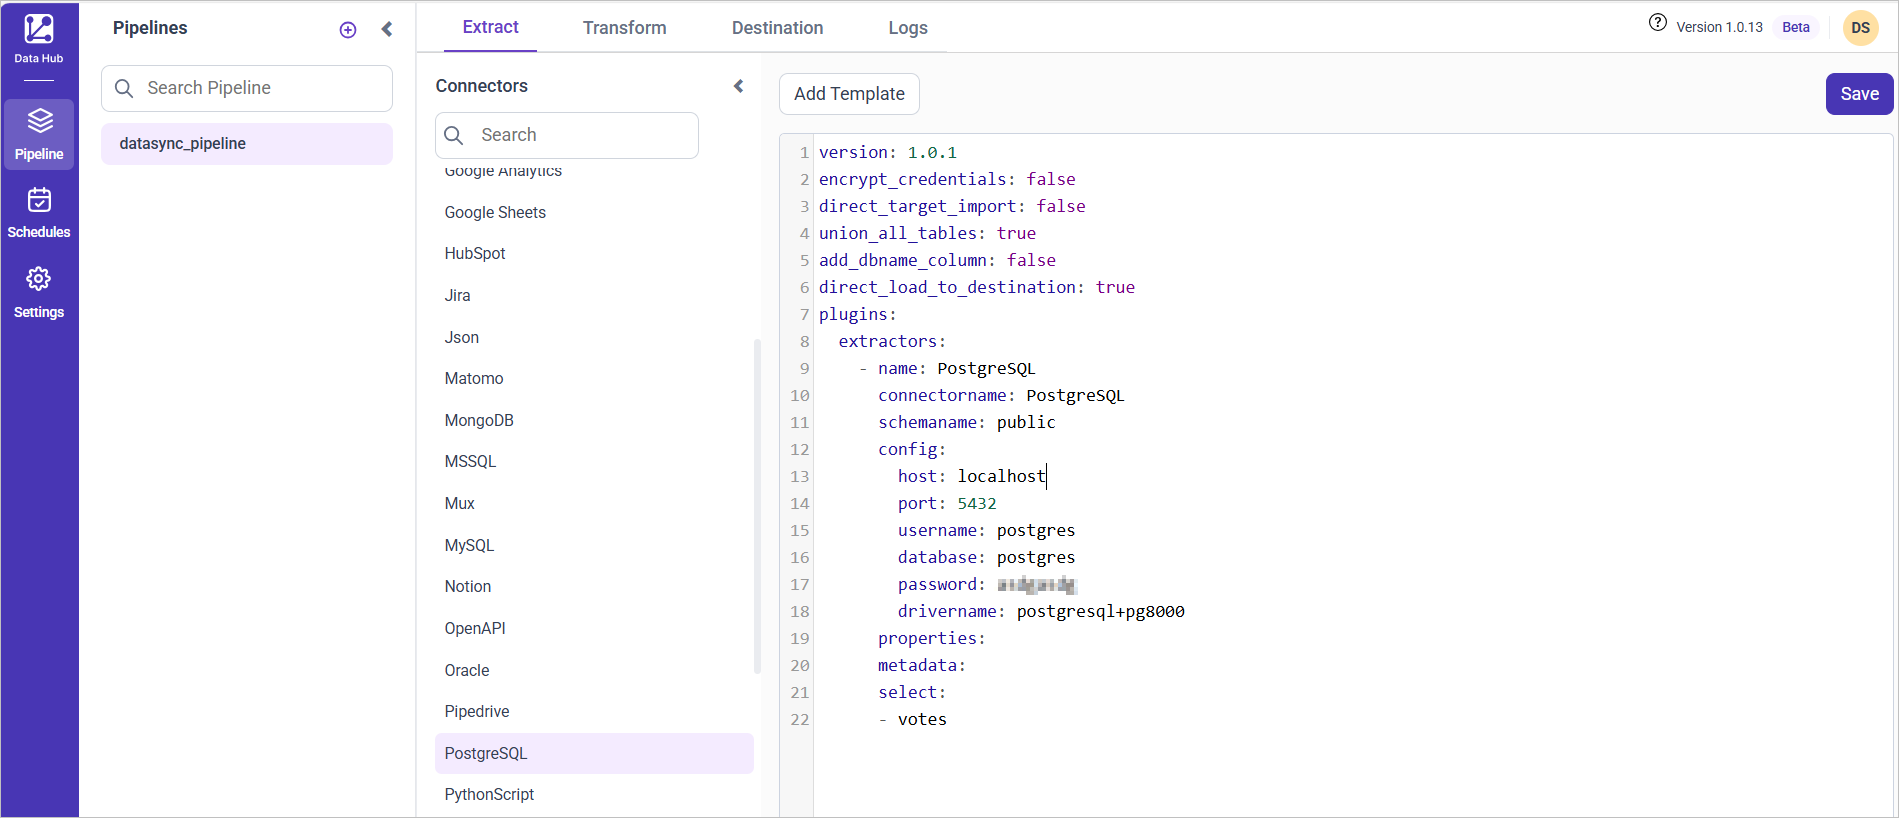 Data Hub
Pipeline
Schedules
Settings
Pipelines
Search Pipeline
datasync_pipeline
Extract
Transform
Destination
Logs
Version 1.0.13
Beta
DS
Connectors
Search
Google Analytics
Google Sheets
HubSpot
Jira
Json
Matomo
MongoDB
MSSQL
Mux
MySQL
Notion
OpenAPI
Oracle
Pipedrive
PostgreSQL
PythonScript
Add Template
Save
1 version: 1.0.1
2 encrypt_credentials: false
3 direct_target_import: false
4 union_all_tables: true
5 add_dbname_column: false
6 direct_load_to_destination: true
7 plugins:
8 extractors:
9 - name: PostgreSQL
10 connectorname: PostgreSQL
11 schemaname: public
12 config:
13 host: localhost
14 port: 5432
15 username: postgres
16 database: postgres
17 password:
18 drivername: postgresql+pg8000
19 properties:
20 metadata:
21 select:
22 - votes